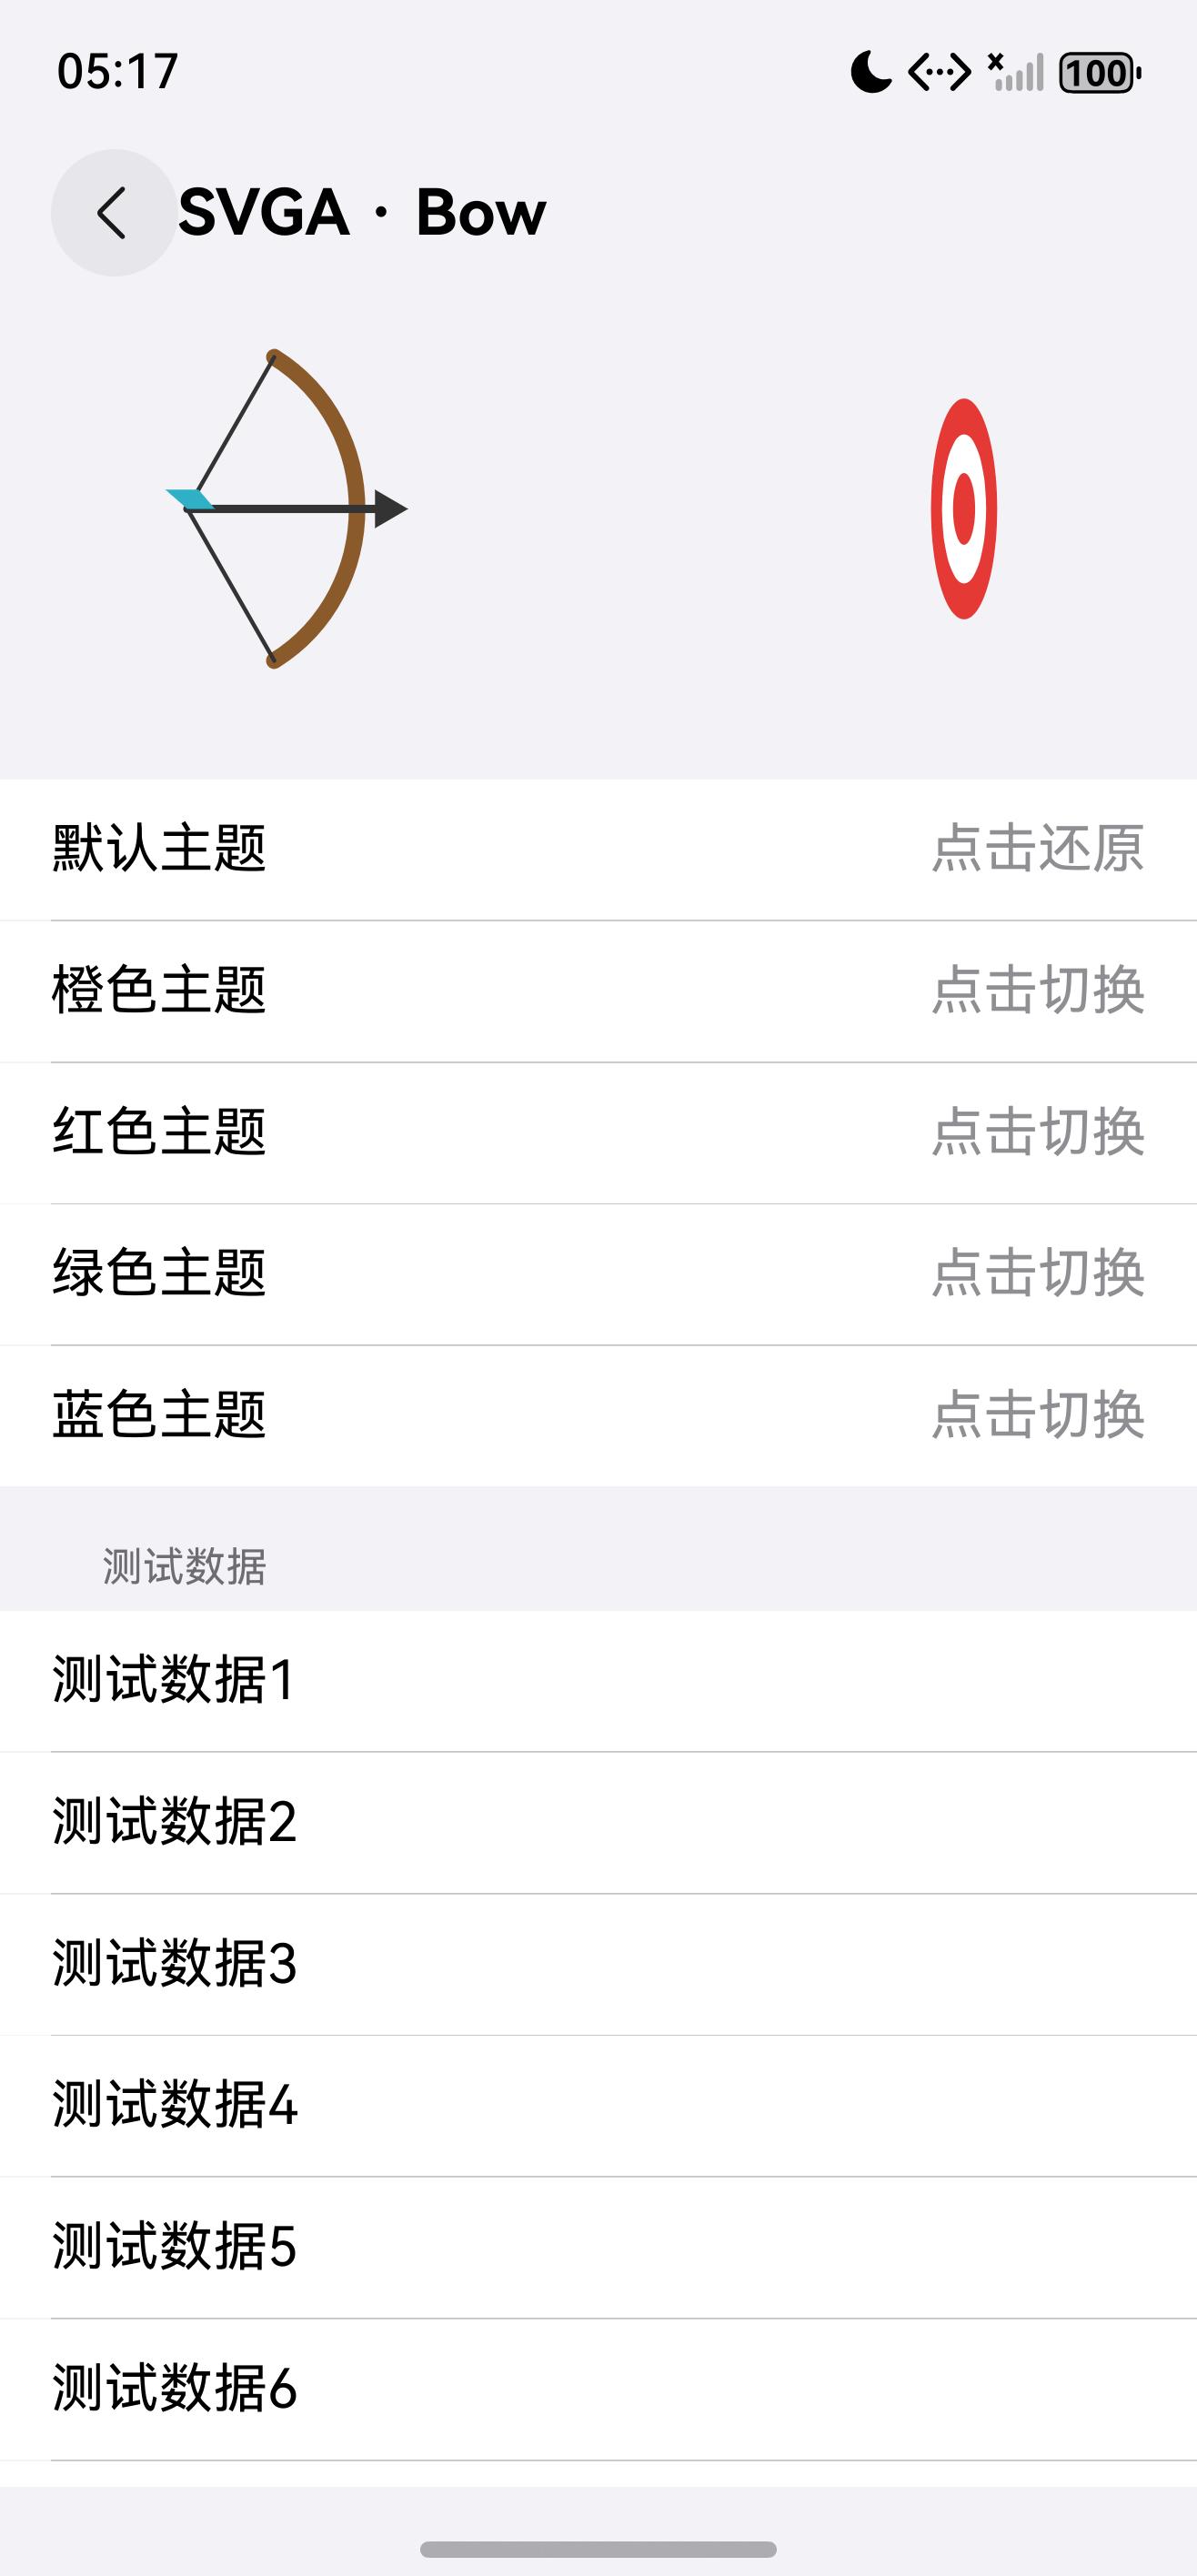 05:17
100
SVGA · Bow
默认主题 点击还原
橙色主题 点击切换
红色主题 点击切换
绿色主题 点击切换
蓝色主题 点击切换
测试数据
测试数据1
测试数据2
测试数据3
测试数据4
测试数据5
测试数据6